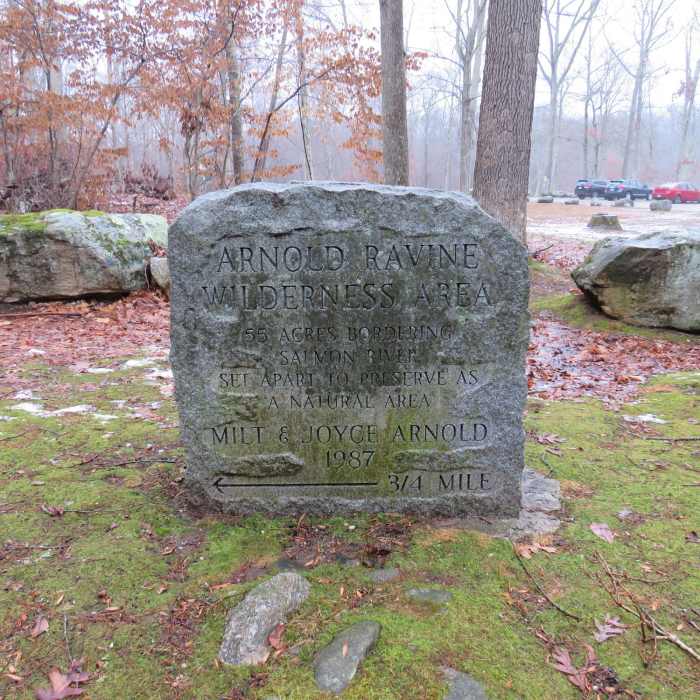 ARNOLD RAVINE
WILDERNESS AREA
55 ACRES BORDERING
SALMON RIVER
SET APART TO PRESERVE AS
A NATURAL AREA
MILT & JOYCE ARNOLD
1987
3/4 MILE